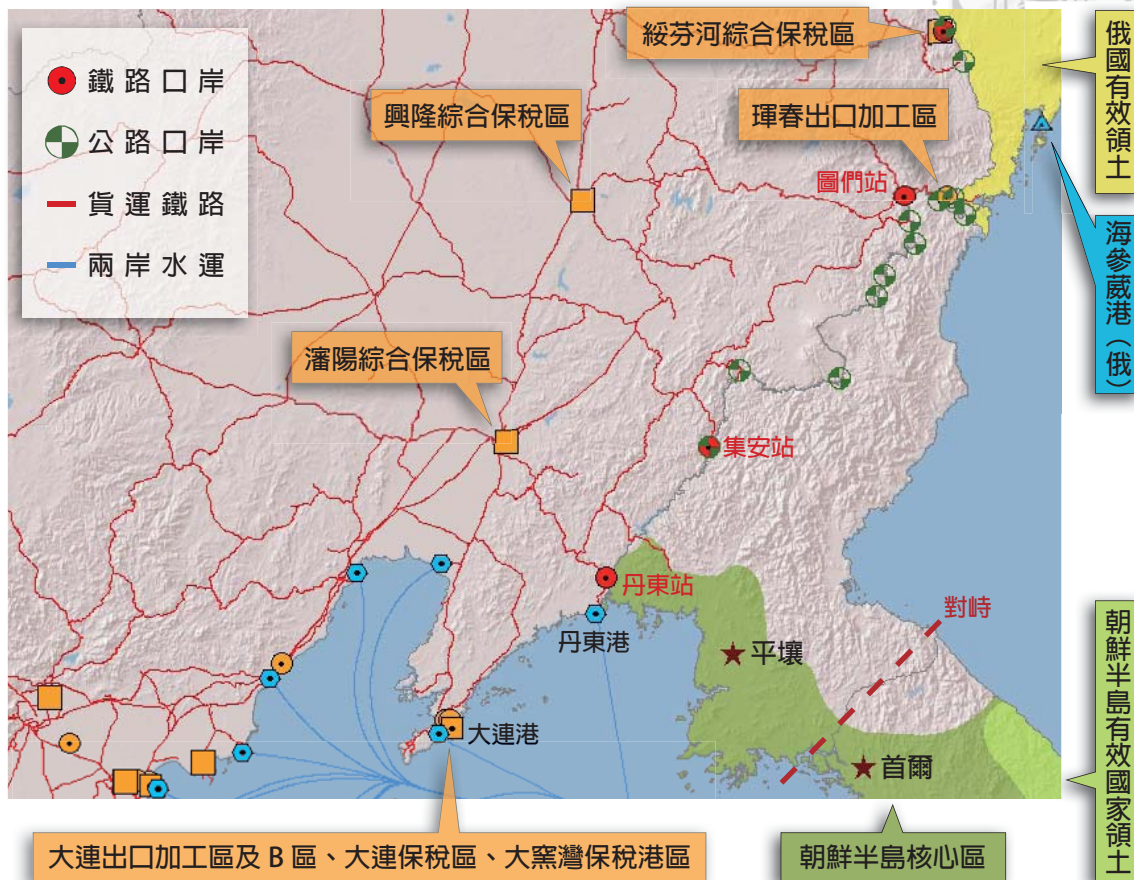 鐵路口岸
公路口岸
貨運鐵路
兩岸水運
綏芬河綜合保稅區
興隆綜合保稅區
琿春出口加工區
圖們站
俄國有效領土
海參葳港（俄）
瀋陽綜合保稅區
集安站
丹東站
丹東港
平壤
對峙
大連港
首爾
朝鮮半島有效國家領土
大連出口加工區及 B 區、大連保稅區、大窯灣保稅港區
朝鮮半島核心區